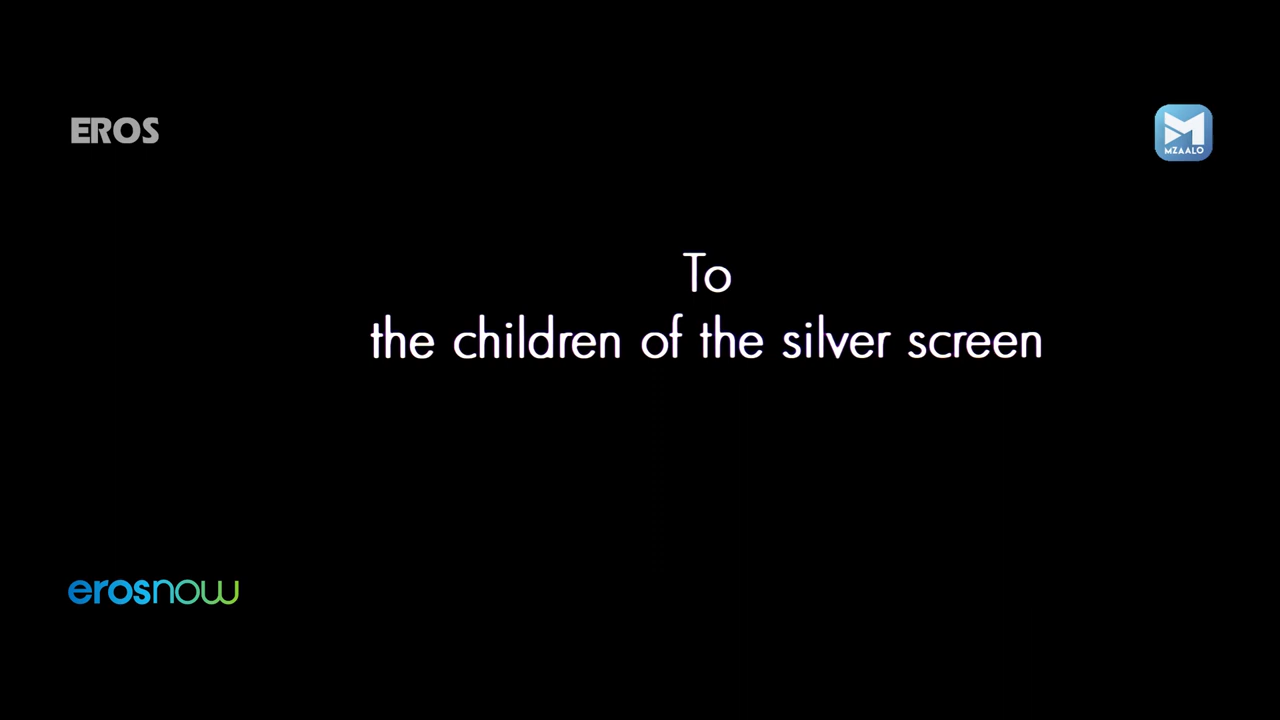 EROS
MZAALO
To
the children of the silver screen
erosnow